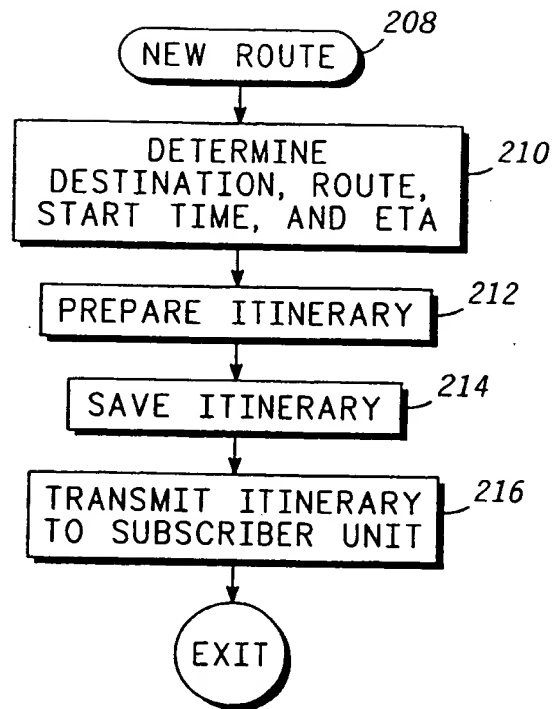 208
NEW ROUTE
210
DETERMINE
DESTINATION, ROUTE,
START TIME, AND ETA
212
PREPARE ITINERARY
214
SAVE ITINERARY
216
TRANSMIT ITINERARY
TO SUBSCRIBER UNIT
EXIT